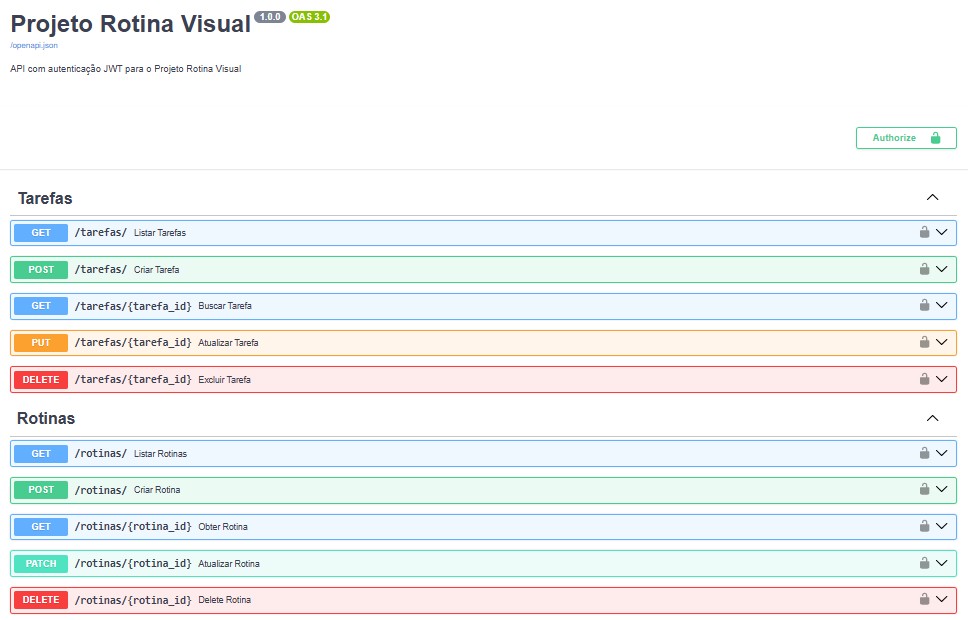 Projeto Rotina Visual 1.0.0 OAS 3.1
/openapi.json
API com autenticação JWT para o Projeto Rotina Visual
Authorize
Tarefas
GET /tarefas/ Listar Tarefas
POST /tarefas/ Criar Tarefa
GET /tarefas/{tarefa_id} Buscar Tarefa
PUT /tarefas/{tarefa_id} Atualizar Tarefa
DELETE /tarefas/{tarefa_id} Excluir Tarefa
Rotinas
GET /rotinas/ Listar Rotinas
POST /rotinas/ Criar Rotina
GET /rotinas/{rotina_id} Obter Rotina
PATCH /rotinas/{rotina_id} Atualizar Rotina
DELETE /rotinas/{rotina_id} Delete Rotina